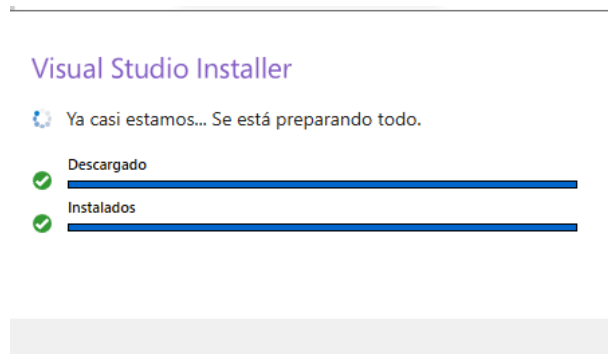 Visual Studio Installer
Ya casi estamos... Se está preparando todo.
Descargado
Instalados